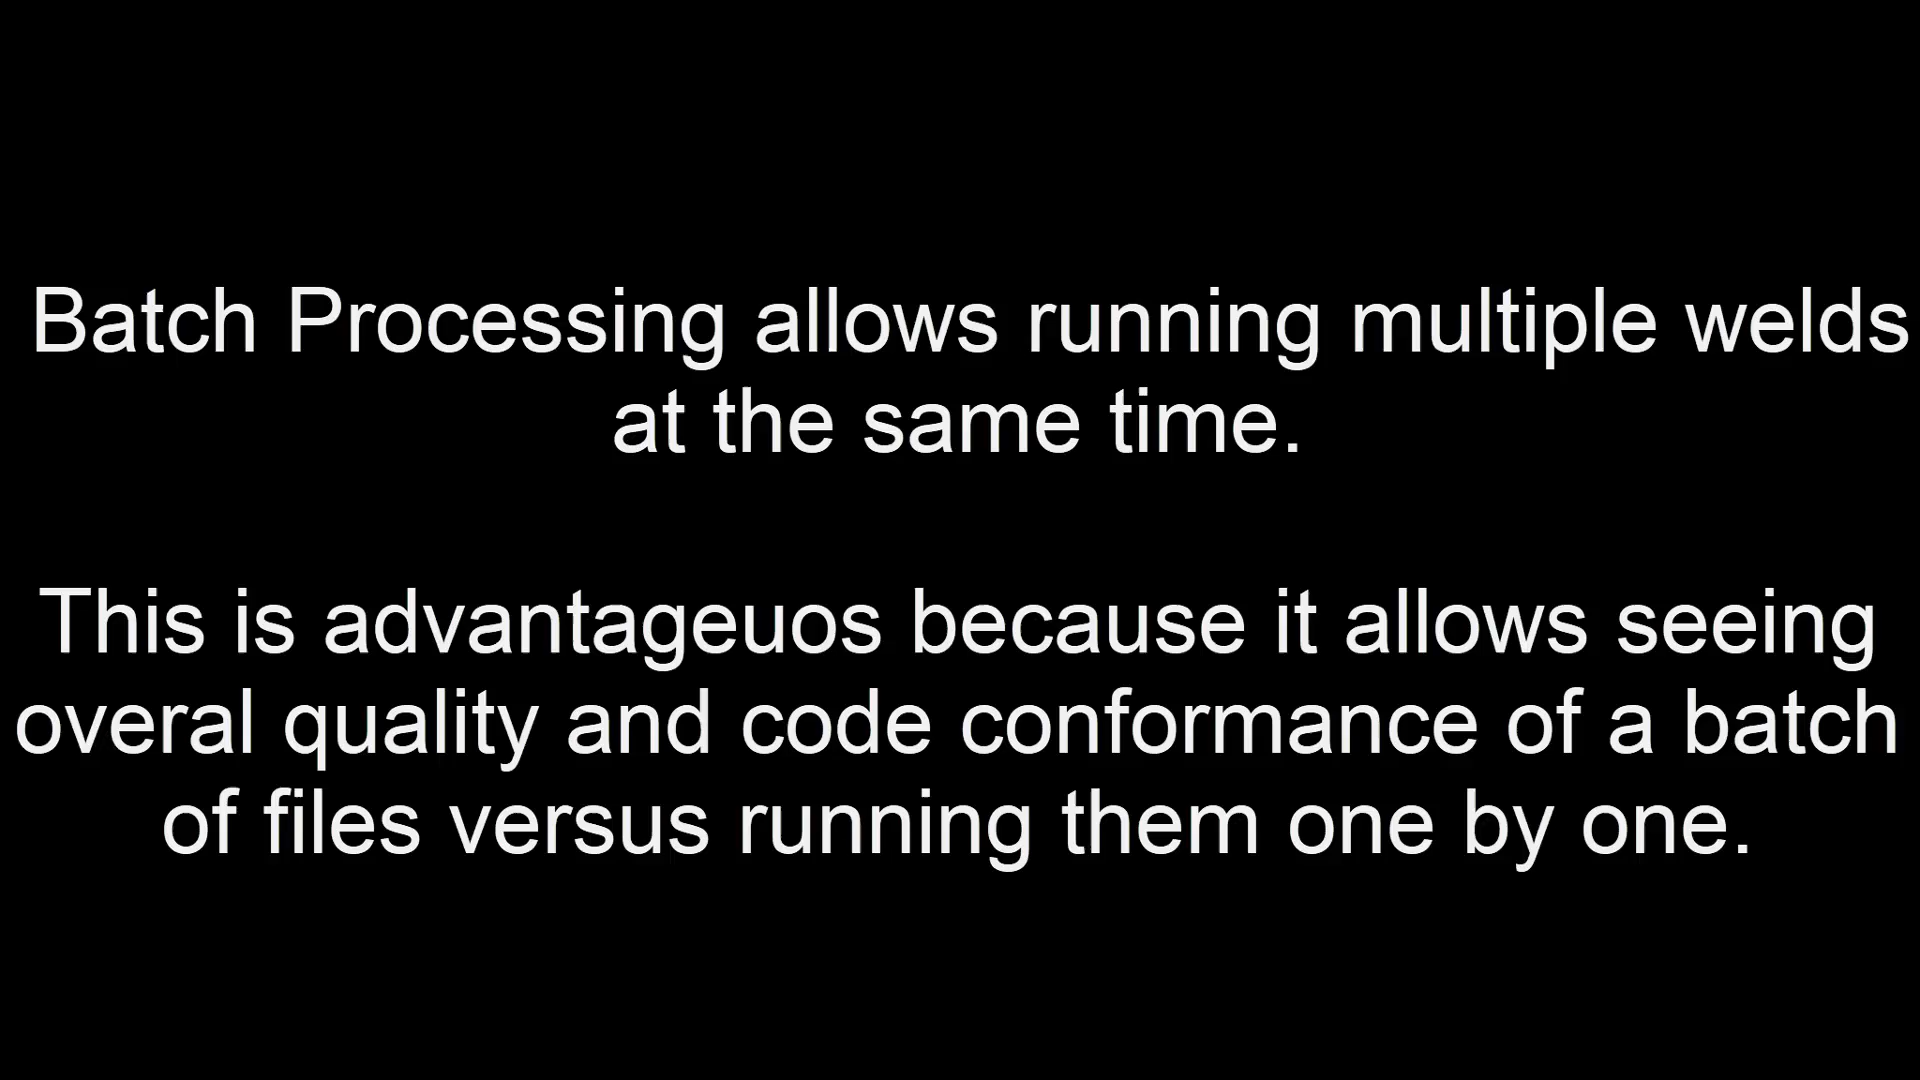 Batch Processing allows running multiple welds
at the same time.
This is advantageuos because it allows seeing
overal quality and code conformance of a batch
of files versus running them one by one.